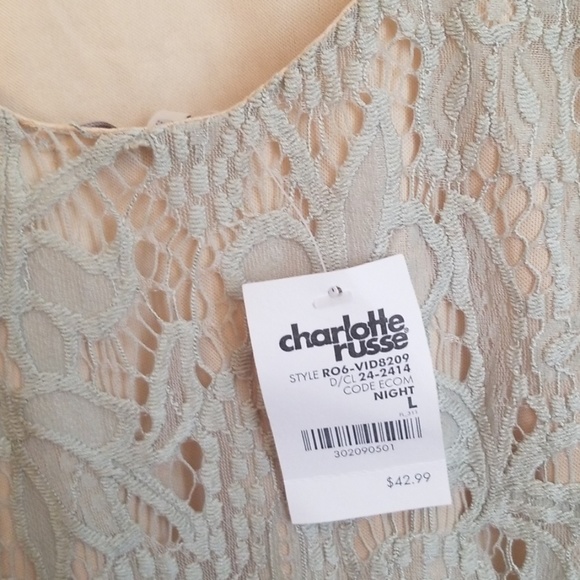 charlotte
russe
STYLE RO6-VID8209
D/CL 24-2414
CODE ECOM
NIGHT
L
302090501
$42.99